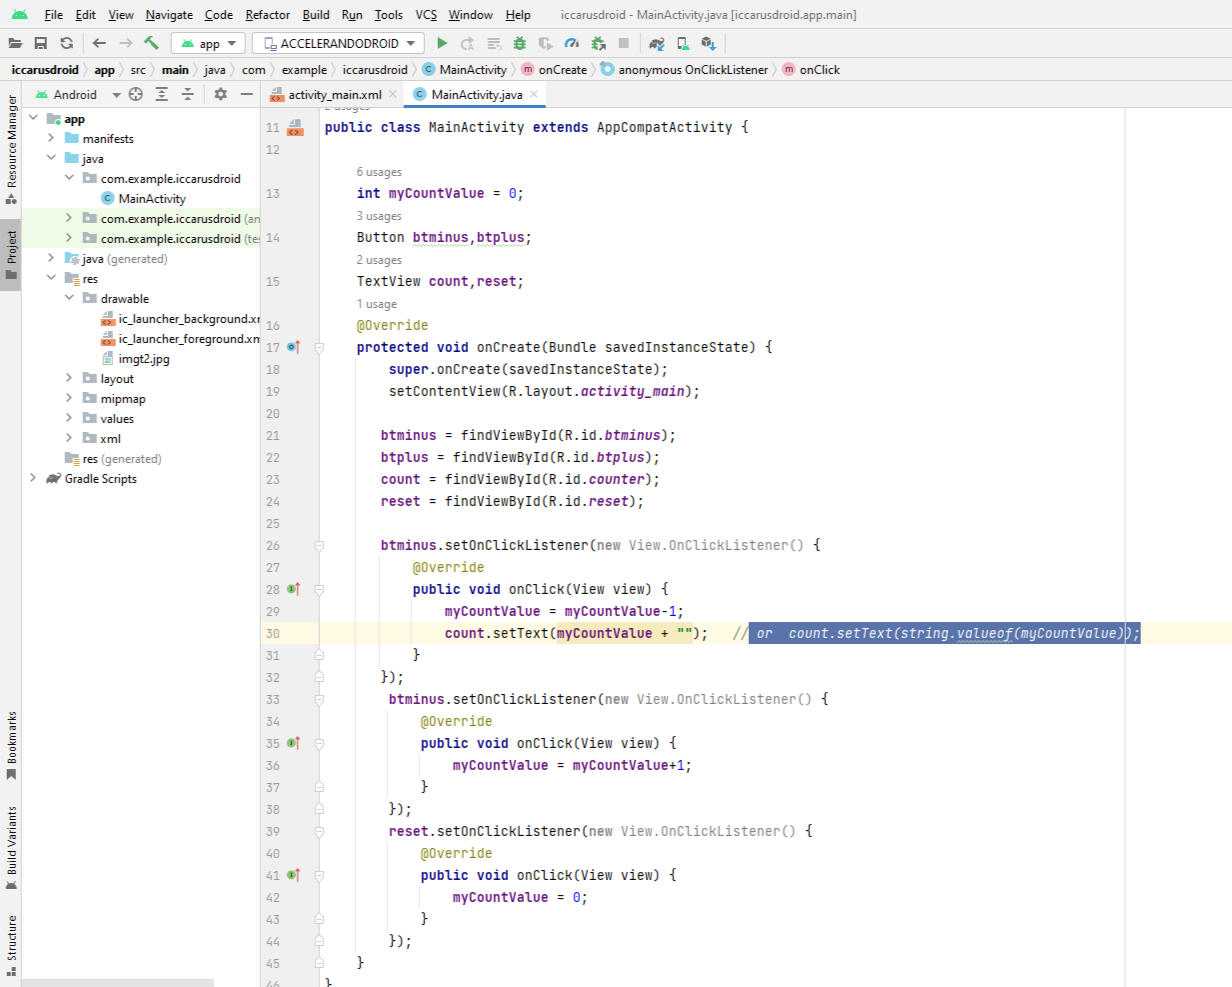 File Edit View Navigate Code Refactor Build Run Tools VCS Window Help iccarusdroid - MainActivity.java [iccarusdroid.app.main]
app ACCELERANDODROID
iccarusdroid app src main java com example iccarusdroid MainActivity onCreate anonymous OnClickListener onClick
Android activity_main.xml MainActivity.java
Resource Manager
Project
Bookmarks
Build Variants
Structure
app
manifests
java
com.example.iccarusdroid
MainActivity
com.example.iccarusdroid (an
com.example.iccarusdroid (te
java (generated)
res
drawable
ic_launcher_background.x
ic_launcher_foreground.xm
imgt2.jpg
layout
mipmap
values
xml
res (generated)
Gradle Scripts
2 usages
11 public class MainActivity extends AppCompatActivity {
12
6 usages
13 int myCountValue = 0;
3 usages
14 Button btminus,btplus;
2 usages
15 TextView count,reset;
1 usage
16 @Override
17 protected void onCreate(Bundle savedInstanceState) {
18 super.onCreate(savedInstanceState);
19 setContentView(R.layout.activity_main);
20
21 btminus = findViewById(R.id.btminus);
22 btplus = findViewById(R.id.btplus);
23 count = findViewById(R.id.counter);
24 reset = findViewById(R.id.reset);
25
26 btminus.setOnClickListener(new View.OnClickListener() {
27 @Override
28 public void onClick(View view) {
29 myCountValue = myCountValue-1;
30 count.setText(myCountValue + ""); // or count.setText(string.valueof(myCountValue));
31 }
32 });
33 btminus.setOnClickListener(new View.OnClickListener() {
34 @Override
35 public void onClick(View view) {
36 myCountValue = myCountValue+1;
37 }
38 });
39 reset.setOnClickListener(new View.OnClickListener() {
40 @Override
41 public void onClick(View view) {
42 myCountValue = 0;
43 }
44 });
45 }
46 }